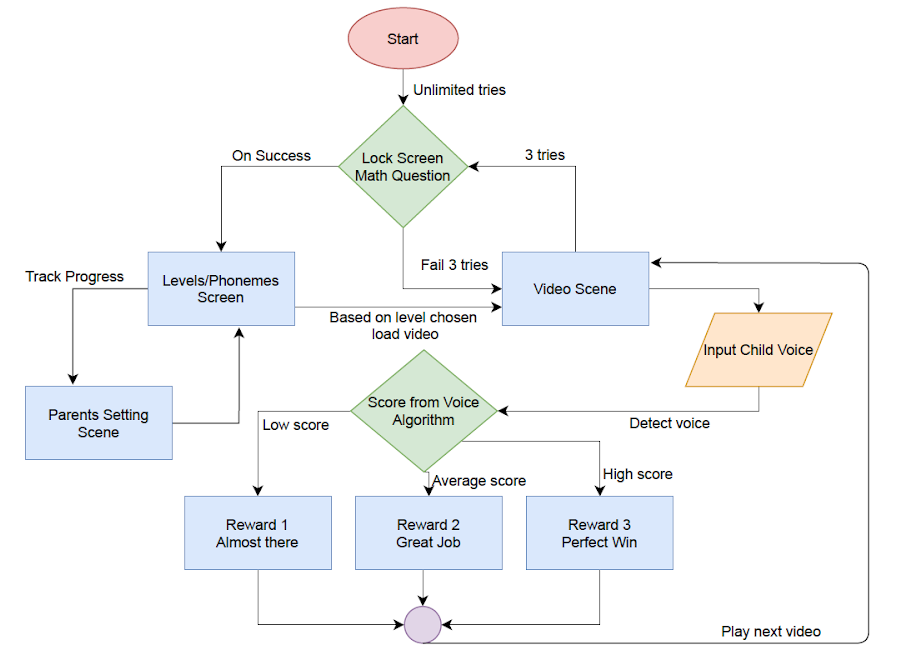 Start
Unlimited tries
Lock Screen
Math Question
On Success
3 tries
Fail 3 tries
Track Progress
Levels/Phonemes
Screen
Video Scene
Based on level chosen
load video
Input Child Voice
Parents Setting
Scene
Score from Voice
Algorithm
Detect voice
Low score
Average score
High score
Reward 1
Almost there
Reward 2
Great Job
Reward 3
Perfect Win
Play next video